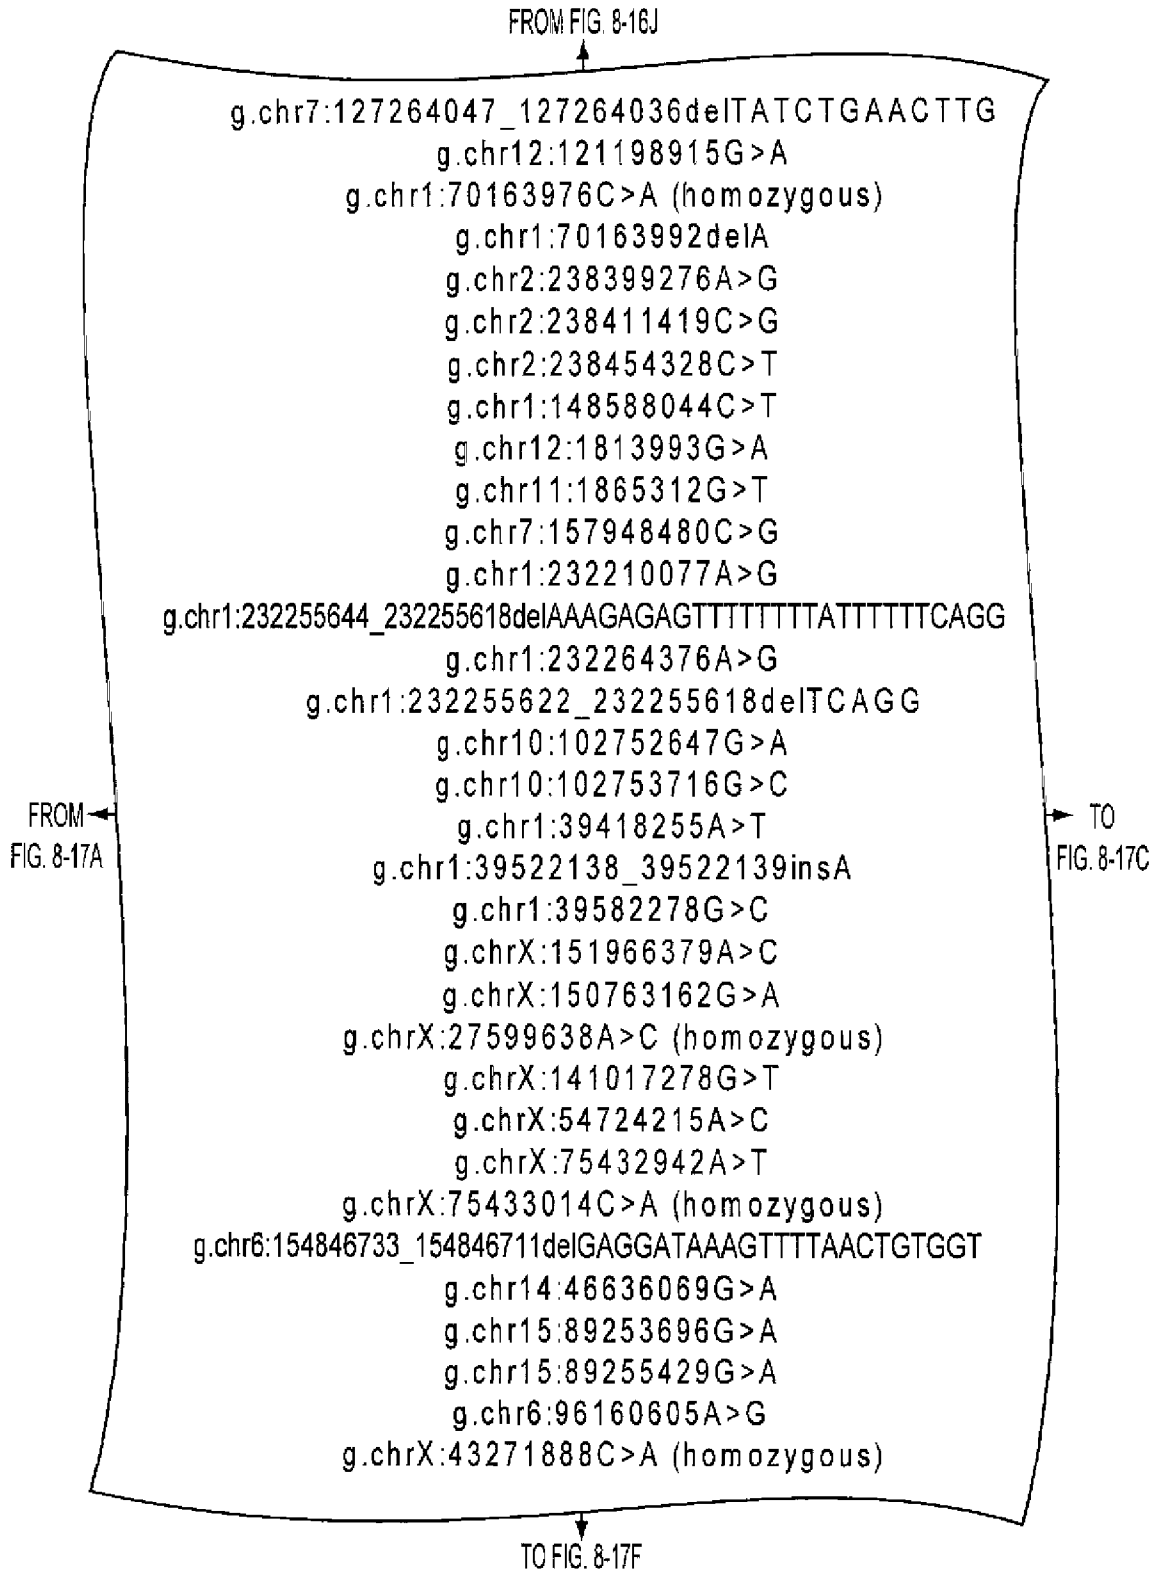 FROM FIG. 8-16J
g.chr7:127264047_127264036delTATCTGAACTTG
g.chr12:121198915G>A
g.chr1:70163976C>A (homozygous)
g.chr1:70163992delA
g.chr2:238399276A>G
g.chr2:238411419C>G
g.chr2:238454328C>T
g.chr1:148588044C>T
g.chr12:1813993G>A
g.chr11:1865312G>T
g.chr7:157948480C>G
g.chr1:232210077A>G
g.chr1:232255644_232255618delAAAGAGAGTTTTTTTTATTTTTTCAGG
g.chr1:232264376A>G
g.chr1:232255622_232255618delTCAGG
g.chr10:102752647G>A
g.chr10:102753716G>C
FROM
FIG. 8-17A
g.chr1:39418255A>T
TO
FIG. 8-17C
g.chr1:39522138_39522139insA
g.chr1:39582278G>C
g.chrX:151966379A>C
g.chrX:150763162G>A
g.chrX:27599638A>C (homozygous)
g.chrX:141017278G>T
g.chrX:54724215A>C
g.chrX:75432942A>T
g.chrX:75433014C>A (homozygous)
g.chr6:154846733_154846711delGAGGATAAAGTTTTAACTGTGGT
g.chr14:46636069G>A
g.chr15:89253696G>A
g.chr15:89255429G>A
g.chr6:96160605A>G
g.chrX:43271888C>A (homozygous)
TO FIG. 8-17F